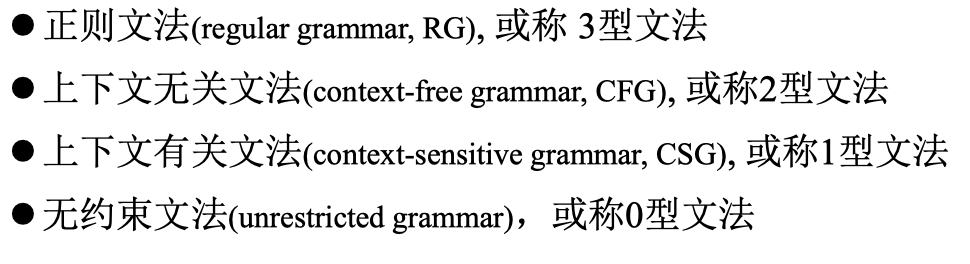 ● 正则文法(regular grammar, RG), 或称 3型文法
● 上下文无关文法(context-free grammar, CFG), 或称2型文法
● 上下文有关文法(context-sensitive grammar, CSG), 或称1型文法
● 无约束文法(unrestricted grammar)，或称0型文法